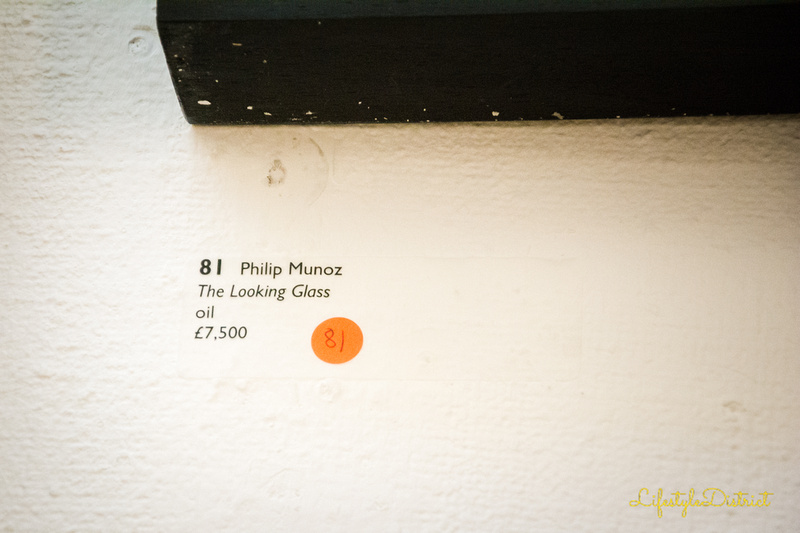 81 Philip Munoz
The Looking Glass
oil
£7,500
81
LifestyleDistrict